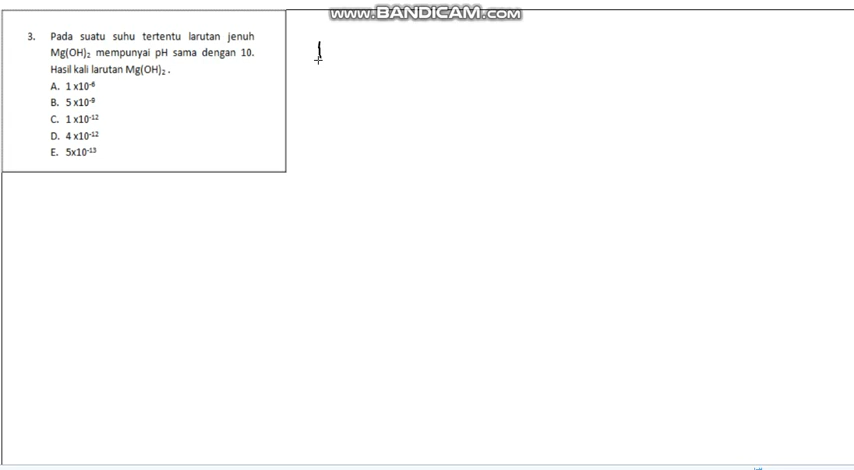 www.BANDICAM.com
3. Pada suatu suhu tertentu larutan jenuh
Mg(OH)₂ mempunyai pH sama dengan 10.
Hasil kali larutan Mg(OH)₂ .
A. 1 x10⁻⁶
B. 5 x10⁻⁹
C. 1 x10⁻¹²
D. 4 x10⁻¹²
E. 5x10⁻¹³